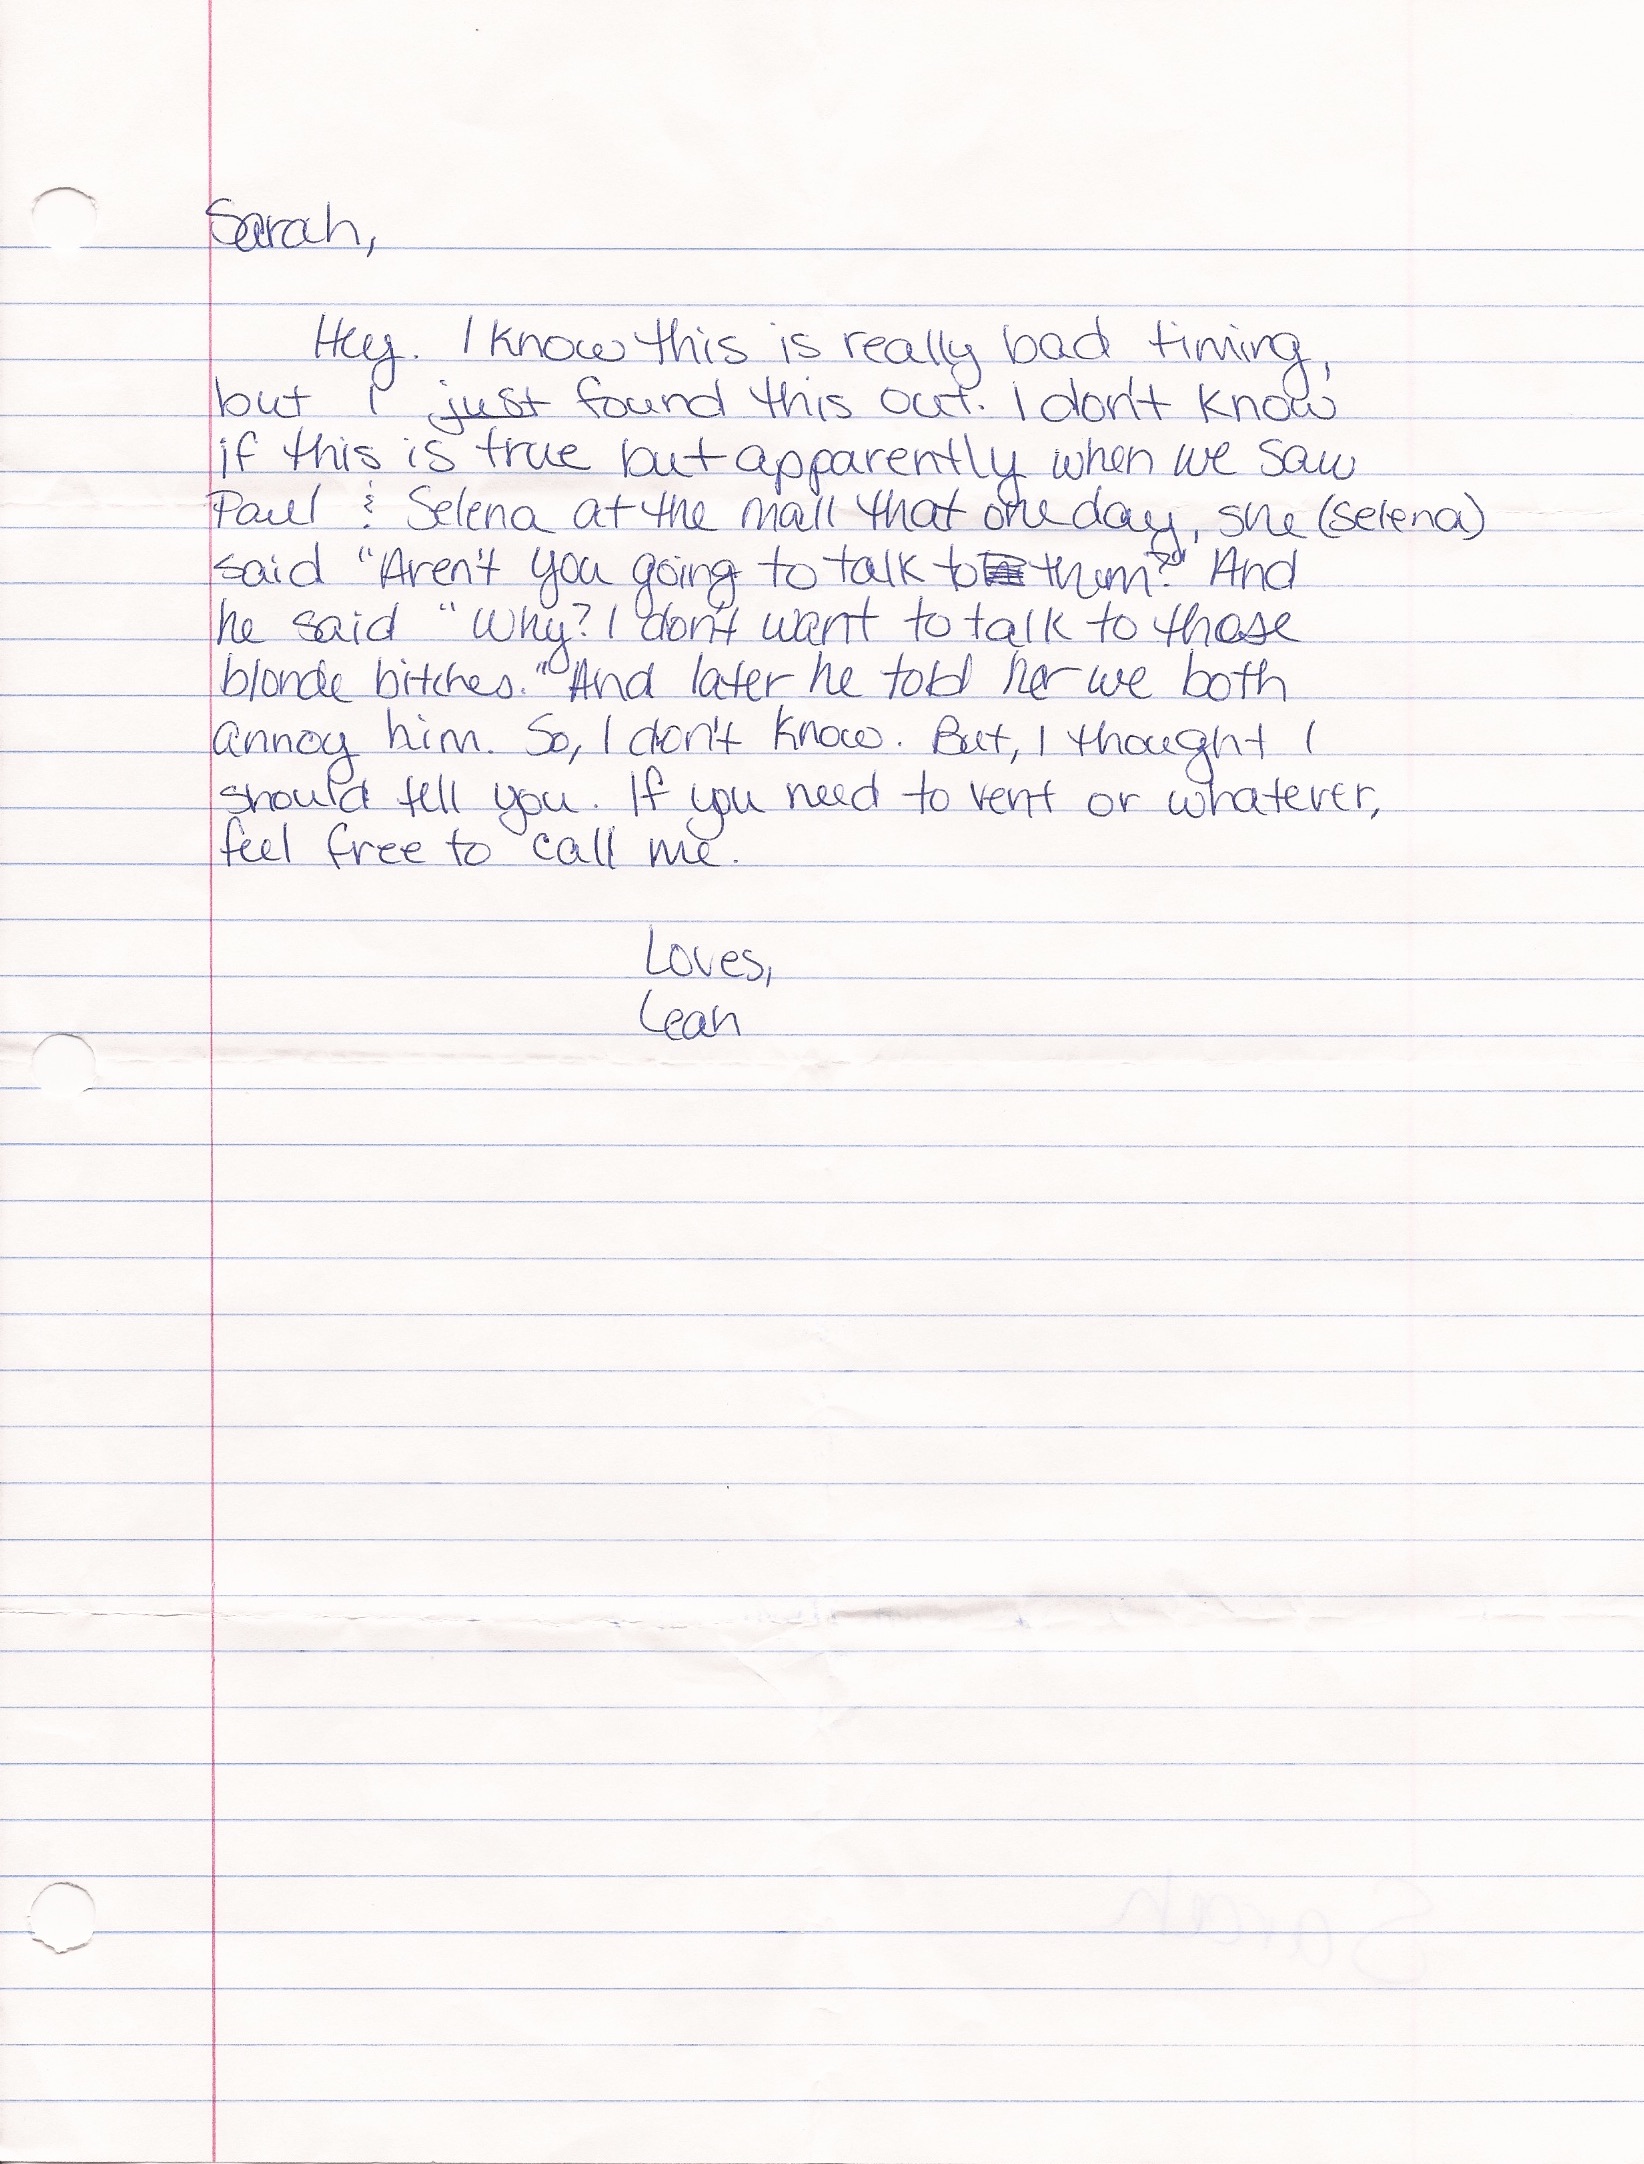 Sarah,
Hey. I know this is really bad timing,
but I just found this out. I don't know
if this is true but apparently when we saw
Paul & Selena at the mall that one day, she (Selena)
said "Aren't you going to talk to them?" And
he said "Why? I don't want to talk to those
blonde bitches." And later he told her we both
annoy him. So, I don't know. But, I thought I
should tell you. If you need to vent or whatever,
feel free to call me.
Loves,
Leah
Sarah